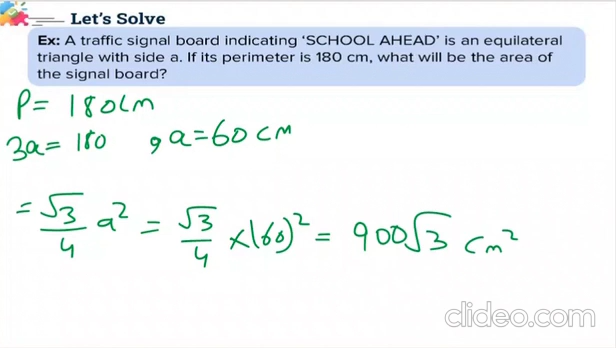 Let's Solve
Ex: A traffic signal board indicating ‘SCHOOL AHEAD’ is an equilateral
triangle with side a. If its perimeter is 180 cm, what will be the area of
the signal board?
P = 180cm
3a = 180 , a = 60 cm
= √3/4 a² = √3/4 × (60)² = 900√3 cm²
clideo.com